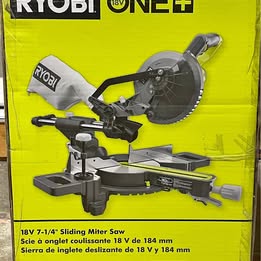 RYOBI 18V ONE+
RYOBI
18V 7-1/4" Sliding Miter Saw
Scie à onglet coulissante 18 V de 184 mm
Sierra de inglete deslizante de 18 V y 184 mm